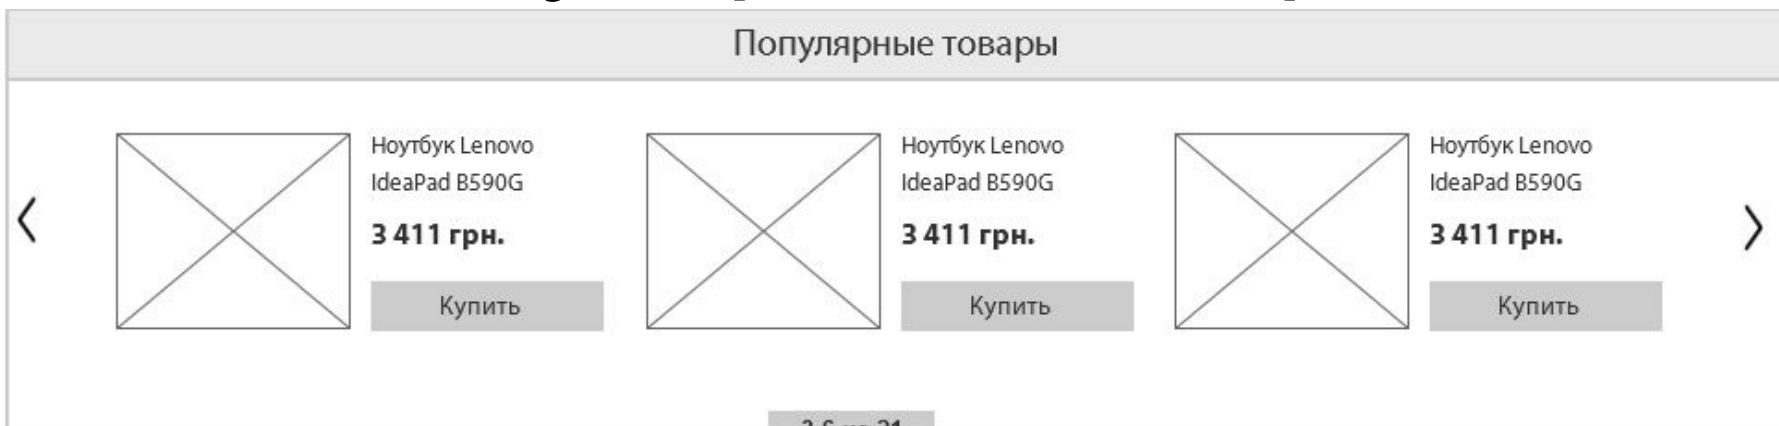 Популярные товары
Ноутбук Lenovo
IdeaPad B590G
3 411 грн.
Купить
Ноутбук Lenovo
IdeaPad B590G
3 411 грн.
Купить
Ноутбук Lenovo
IdeaPad B590G
3 411 грн.
Купить